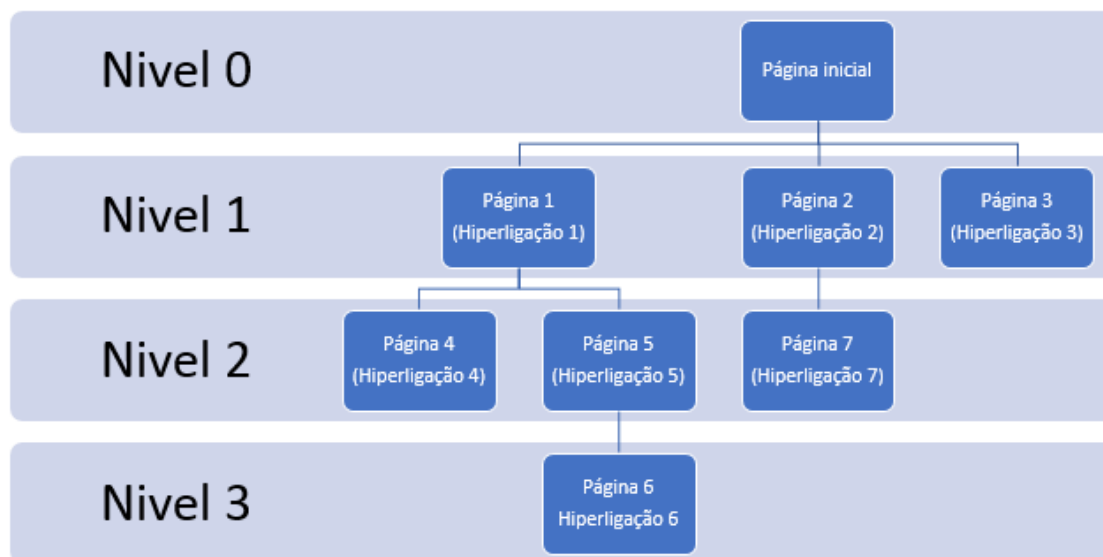 Nivel 0
Página inicial
Nivel 1
Página 1
(Hiperligação 1)
Página 2
(Hiperligação 2)
Página 3
(Hiperligação 3)
Nivel 2
Página 4
(Hiperligação 4)
Página 5
(Hiperligação 5)
Página 7
(Hiperligação 7)
Nivel 3
Página 6
Hiperligação 6